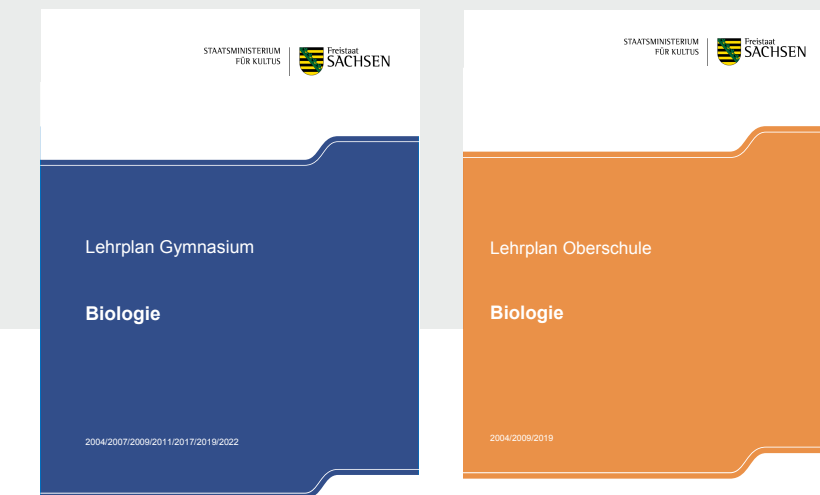 STAATSMINISTERIUM
FÜR KULTUS
Freistaat
SACHSEN
Lehrplan Gymnasium
Biologie
2004/2007/2009/2011/2017/2019/2022
STAATSMINISTERIUM
FÜR KULTUS
Freistaat
SACHSEN
Lehrplan Oberschule
Biologie
2004/2009/2019